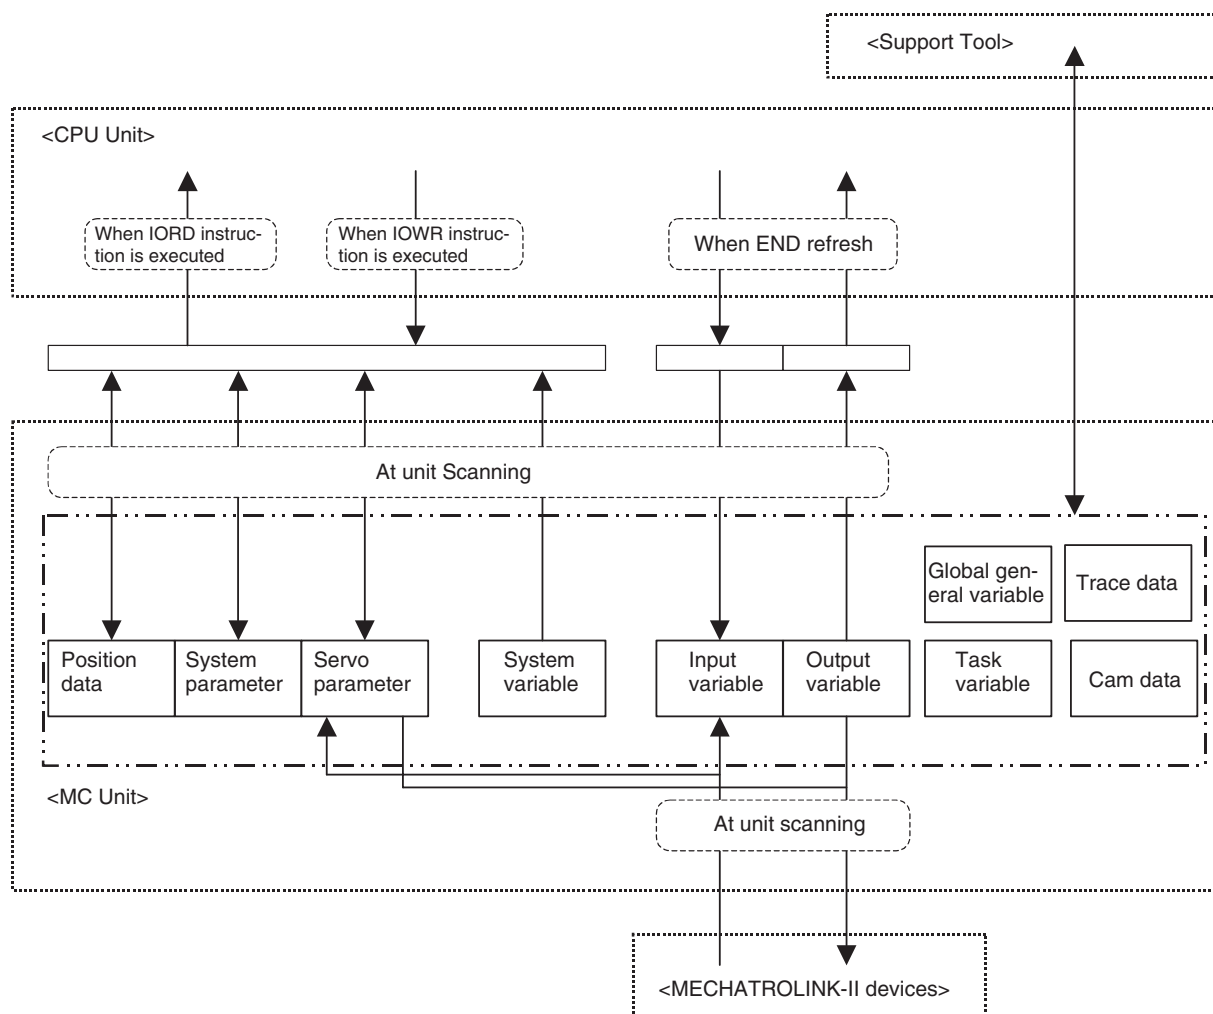 <Support Tool>
<CPU Unit>
When IORD instruc-
tion is executed
When IOWR instruc-
tion is executed
When END refresh
At unit Scanning
Global gen-
eral variable
Trace data
Position
data
System
parameter
Servo
parameter
System
variable
Input
variable
Output
variable
Task
variable
Cam data
<MC Unit>
At unit scanning
<MECHATROLINK-II devices>